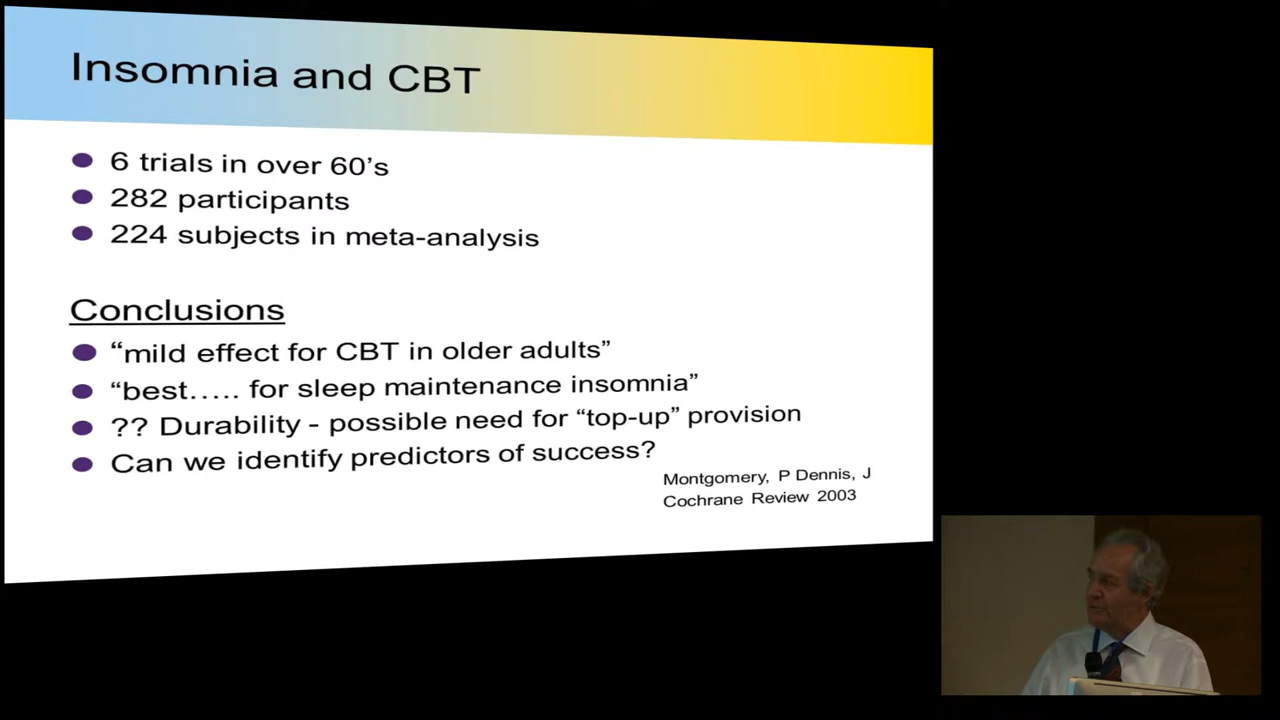 Insomnia and CBT
6 trials in over 60's
282 participants
224 subjects in meta-analysis
Conclusions
“mild effect for CBT in older adults”
“best….. for sleep maintenance insomnia”
?? Durability - possible need for “top-up” provision
Can we identify predictors of success?
Montgomery, P Dennis, J
Cochrane Review 2003